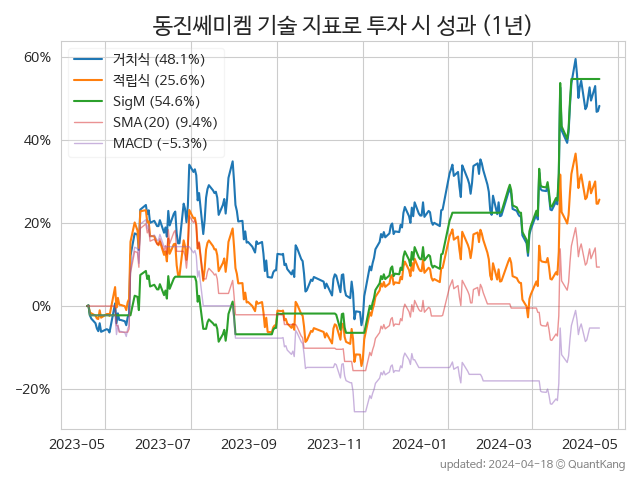 동진쎄미켐 기술 지표로 투자 시 성과 (1년)
거치식 (48.1%)
적립식 (25.6%)
SigM (54.6%)
SMA(20) (9.4%)
MACD (−5.3%)
60%
40%
20%
0%
−20%
2023-05 2023-07 2023-09 2023-11 2024-01 2024-03 2024-05
updated: 2024-04-18 © QuantKang